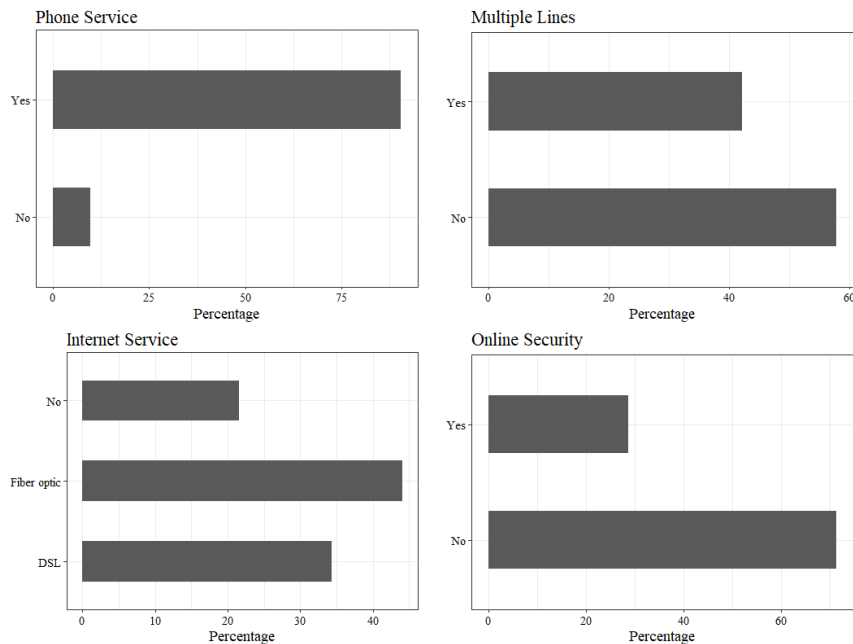 Phone Service
Yes
No
0 25 50 75
Percentage
Multiple Lines
Yes
No
0 20 40 60
Percentage
Internet Service
No
Fiber optic
DSL
0 10 20 30 40
Percentage
Online Security
Yes
No
0 20 40 60
Percentage